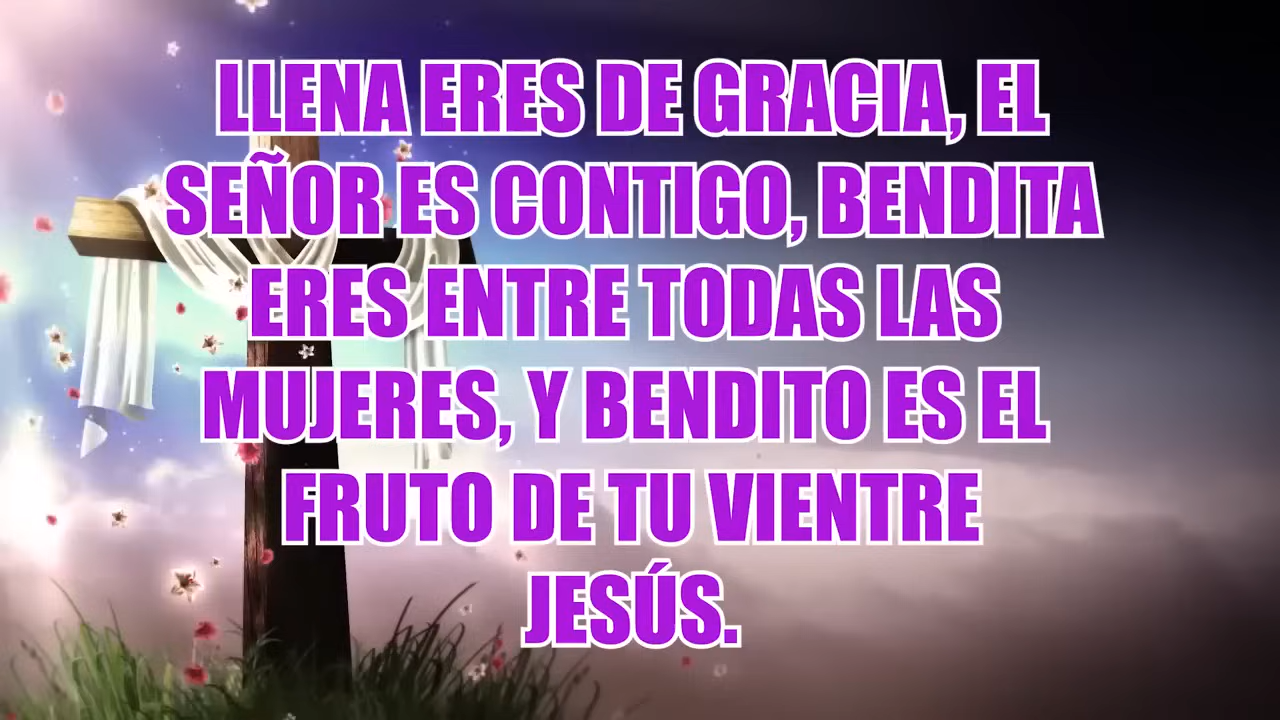 LLENA ERES DE GRACIA, EL
SEÑOR ES CONTIGO, BENDITA
ERES ENTRE TODAS LAS
MUJERES, Y BENDITO ES EL
FRUTO DE TU VIENTRE
JESÚS.